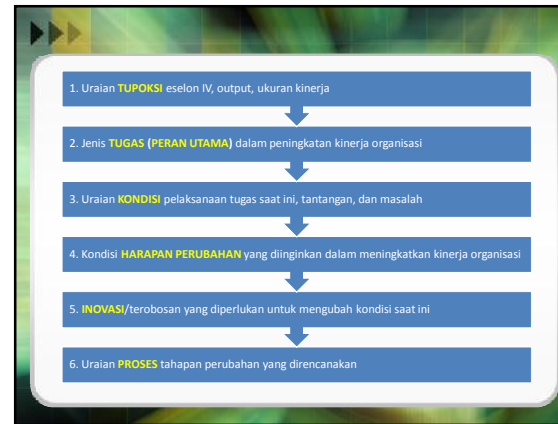 1. Uraian TUPOKSI eselon IV, output, ukuran kinerja
2. Jenis TUGAS (PERAN UTAMA) dalam peningkatan kinerja organisasi
3. Uraian KONDISI pelaksanaan tugas saat ini, tantangan, dan masalah
4. Kondisi HARAPAN PERUBAHAN yang diinginkan dalam meningkatkan kinerja organisasi
5. INOVASI/terobosan yang diperlukan untuk mengubah kondisi saat ini
6. Uraian PROSES tahapan perubahan yang direncanakan